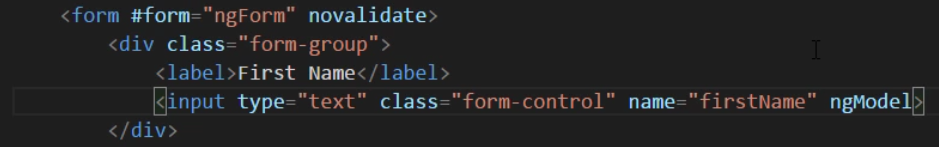 <form #form="ngForm" novalidate>
<div class="form-group">
<label>First Name</label>
<input type="text" class="form-control" name="firstName" ngModel>
</div>